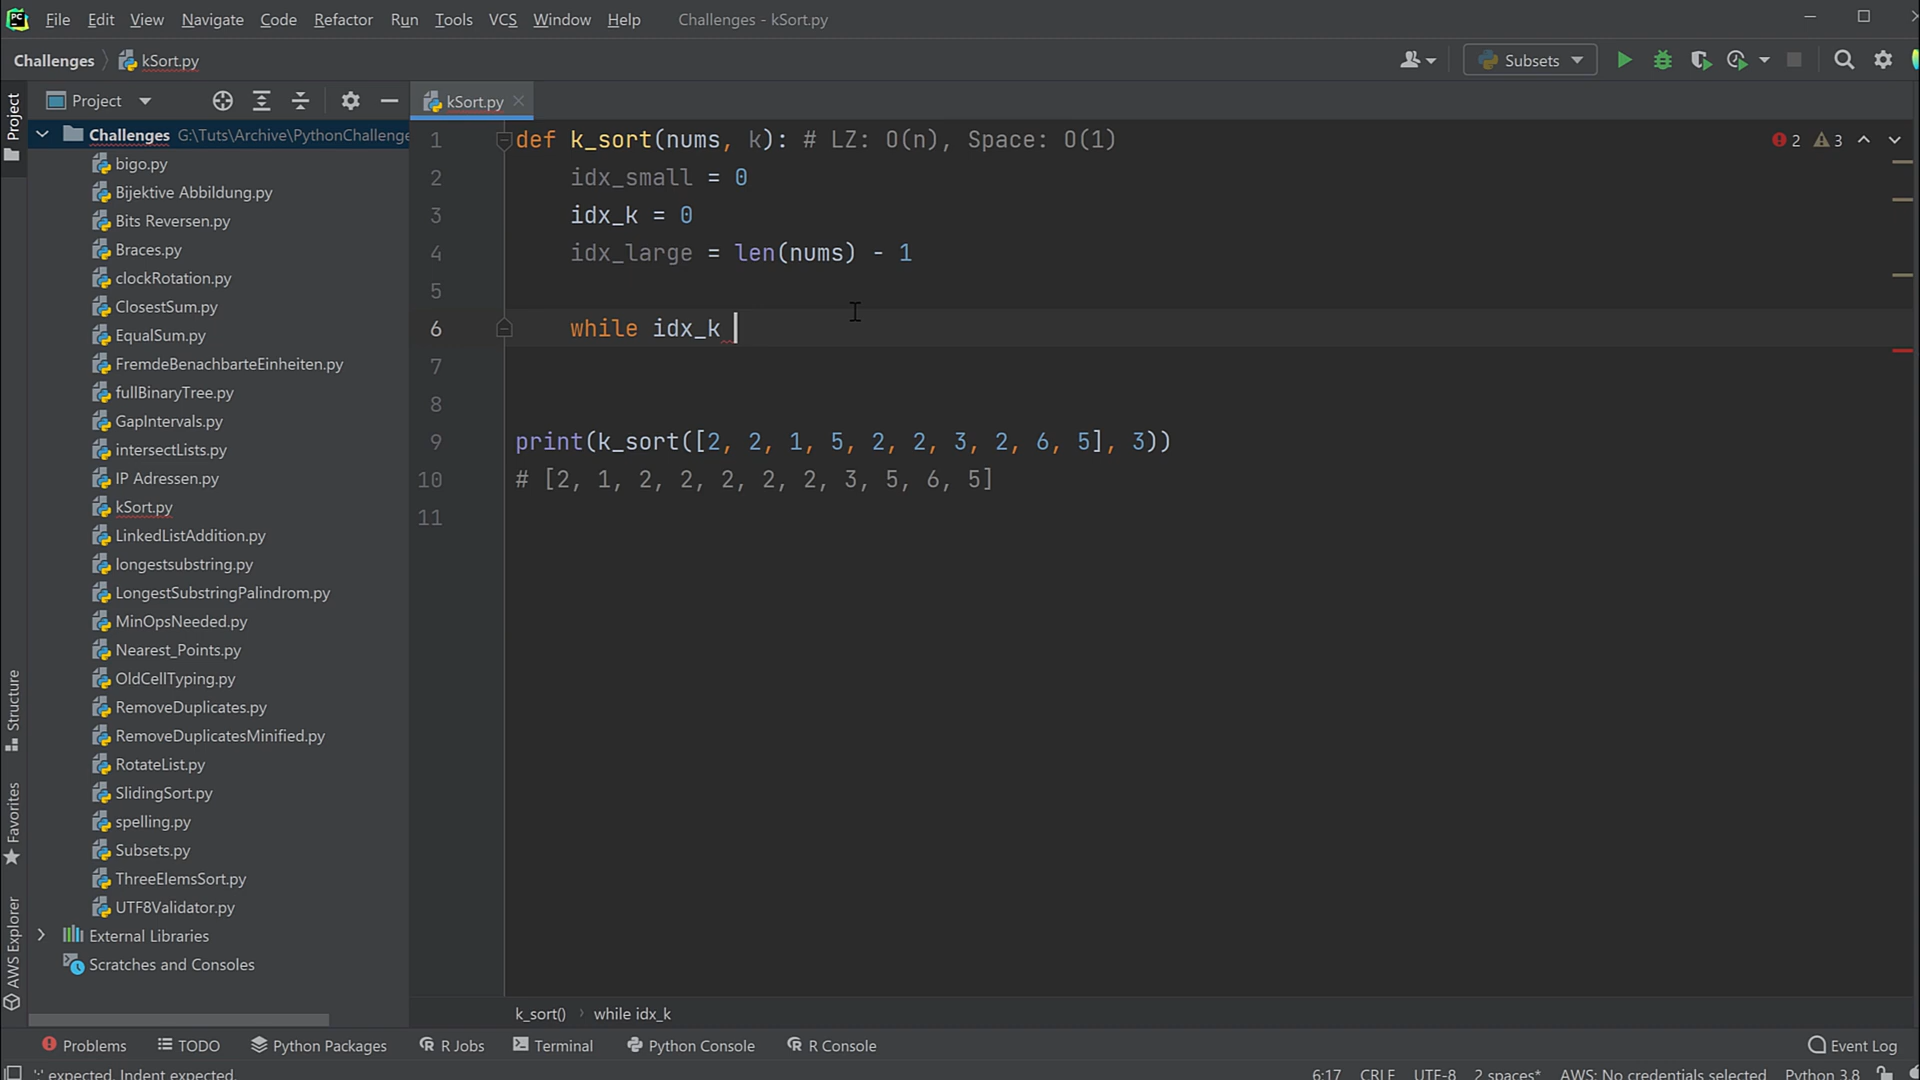 File Edit View Navigate Code Refactor Run Tools VCS Window Help Challenges - kSort.py
Challenges kSort.py Subsets
Project kSort.py
Challenges G:\Tuts\Archive\PythonChallenge
bigo.py
Bijektive Abbildung.py
Bits Reversen.py
Braces.py
clockRotation.py
ClosestSum.py
EqualSum.py
FremdeBenachbarteEinheiten.py
fullBinaryTree.py
GapIntervals.py
intersectLists.py
IP Adressen.py
kSort.py
LinkedListAddition.py
longestsubstring.py
LongestSubstringPalindrom.py
MinOpsNeeded.py
Nearest_Points.py
OldCellTyping.py
RemoveDuplicates.py
RemoveDuplicatesMinified.py
RotateList.py
SlidingSort.py
spelling.py
Subsets.py
ThreeElemsSort.py
UTF8Validator.py
External Libraries
Scratches and Consoles
Project
Structure
Favorites
AWS Explorer
1 def k_sort(nums, k): # LZ: O(n), Space: O(1)
2 idx_small = 0
3 idx_k = 0
4 idx_large = len(nums) - 1
5
6 while idx_k
7
8
9 print(k_sort([2, 2, 1, 5, 2, 2, 3, 2, 6, 5], 3))
10 # [2, 1, 2, 2, 2, 2, 2, 3, 5, 6, 5]
11
2 3
k_sort() while idx_k
Problems TODO Python Packages R Jobs Terminal Python Console R Console Event Log
':' expected. Indent expected. 6:17 CRLF UTF-8 2 spaces* AWS: No credentials selected Python 3.8